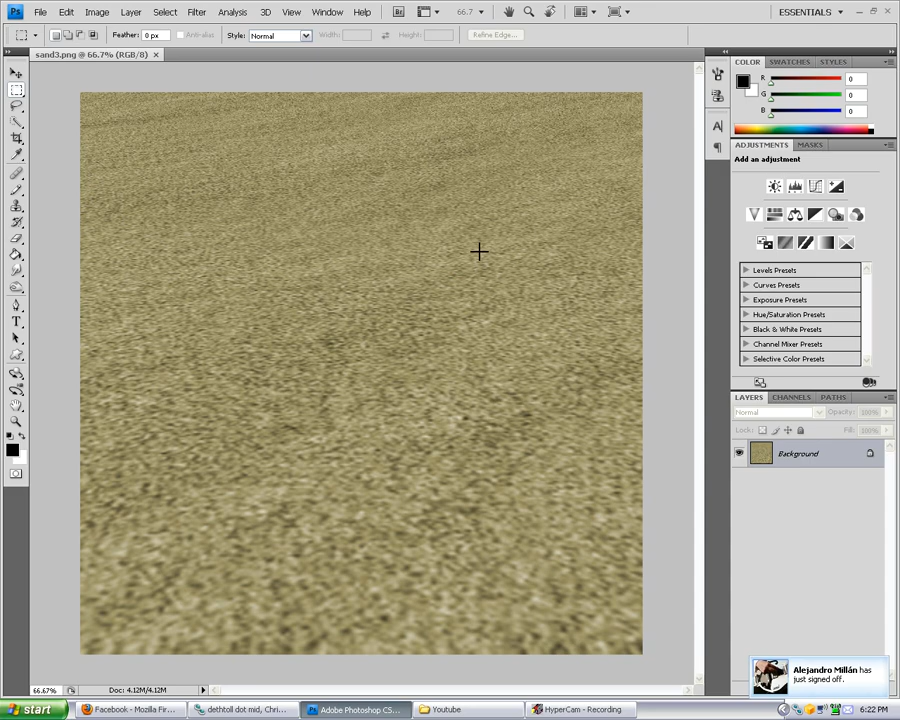 Ps File Edit Image Layer Select Filter Analysis 3D View Window Help Br 66.7 ESSENTIALS
Feather: 0 px Anti-alias Style: Normal Width: Height: Refine Edge...
sand3.png @ 66.7% (RGB/8) ×
COLOR SWATCHES STYLES
R 0
G 0
B 0
ADJUSTMENTS MASKS
Add an adjustment
Levels Presets
Curves Presets
Exposure Presets
Hue/Saturation Presets
Black & White Presets
Channel Mixer Presets
Selective Color Presets
LAYERS CHANNELS PATHS
Normal Opacity: 100%
Lock: Fill: 100%
Background
Alejandro Millán has
just signed off.
66.67% Doc: 4.12M/4.12M
start Facebook - Mozilla Fir... dethtoll dot mid, Chri... Adobe Photoshop CS... Youtube HyperCam - Recording 6:22 PM